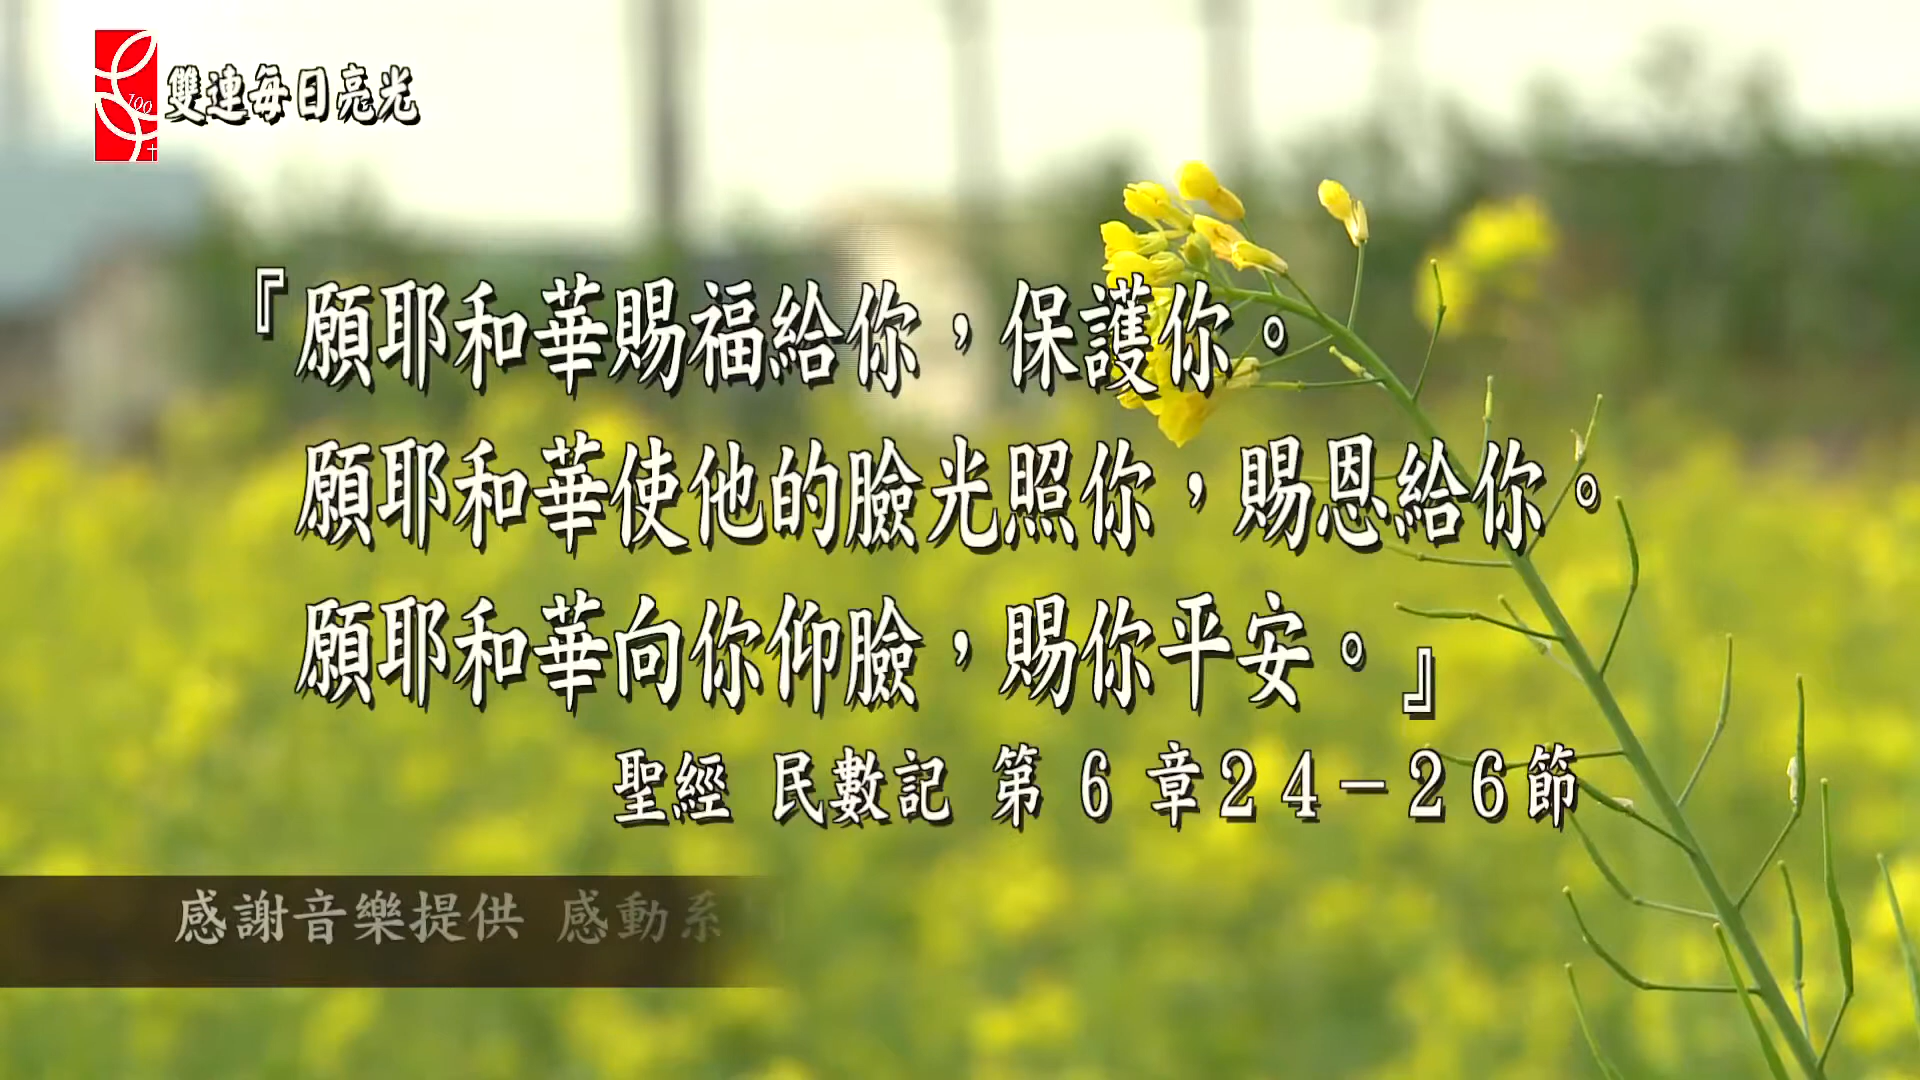 雙連每日亮光
『願耶和華賜福給你，保護你。
願耶和華使他的臉光照你，賜恩給你。
願耶和華向你仰臉，賜你平安。』
聖經 民數記 第 6 章24-26節
感謝音樂提供 感動系